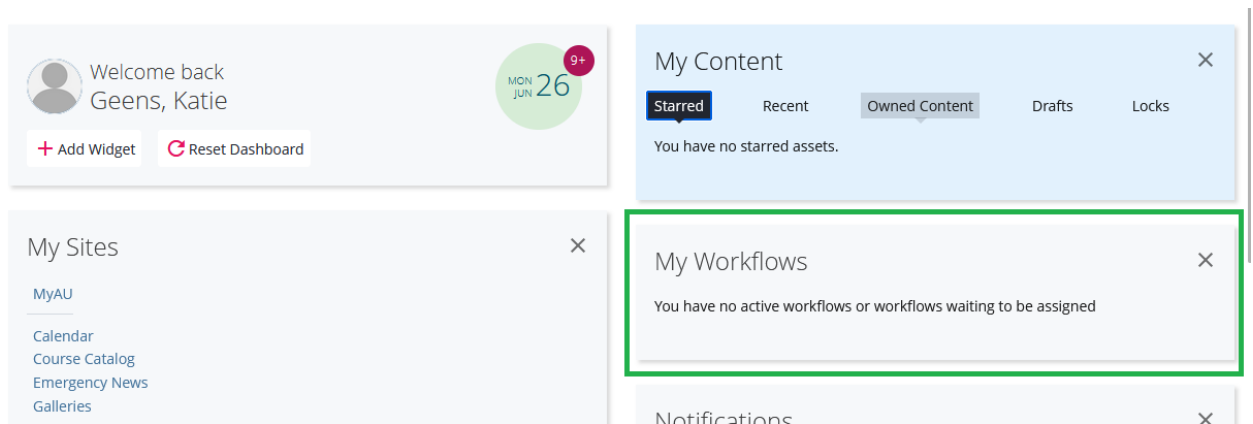 Welcome back
Geens, Katie
MON
JUN
26
9+
+ Add Widget
Reset Dashboard
My Sites
MyAU
Calendar
Course Catalog
Emergency News
Galleries
My Content
Starred Recent Owned Content Drafts Locks
You have no starred assets.
My Workflows
You have no active workflows or workflows waiting to be assigned
Notifications